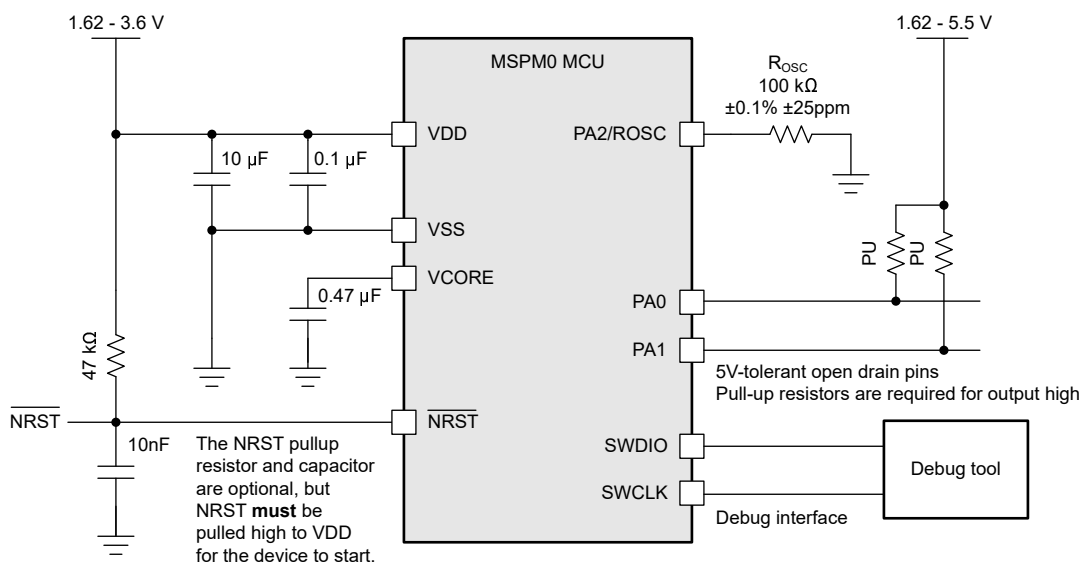 1.62 - 3.6 V
1.62 - 5.5 V
MSPM0 MCU
ROSC
100 kΩ
±0.1% ±25ppm
VDD
PA2/ROSC
10 µF
0.1 µF
PU
PU
VSS
VCORE
0.47 µF
PA0
47 kΩ
PA1
5V-tolerant open drain pins
Pull-up resistors are required for output high
NRST
NRST
10nF
The NRST pullup
resistor and capacitor
are optional, but
NRST must be
pulled high to VDD
for the device to start.
SWDIO
SWCLK
Debug tool
Debug interface